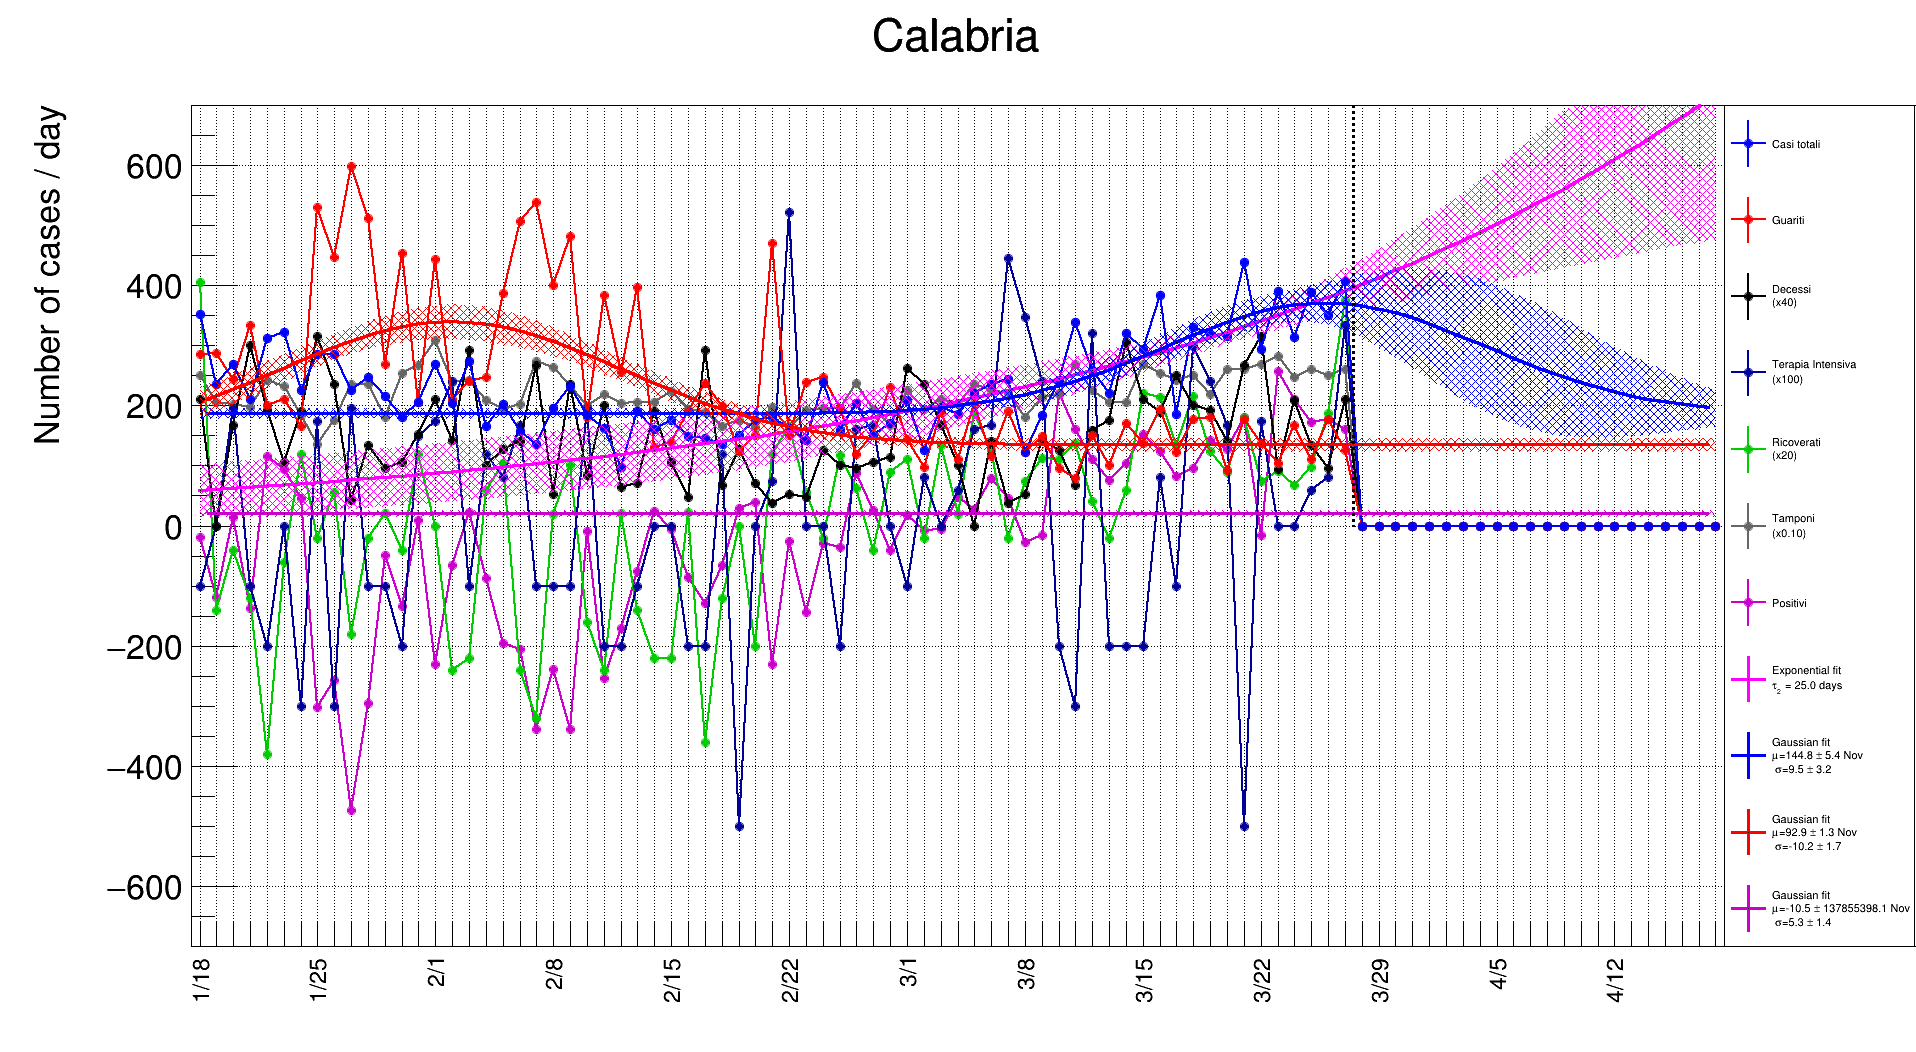 Calabria
Number of cases / day
600
400
200
0
−200
−400
−600
1/18
1/25
2/1
2/8
2/15
2/22
3/1
3/8
3/15
3/22
3/29
4/5
4/12
Casi totali
Guariti
Decessi
(x40)
Terapia Intensiva
(x100)
Ricoverati
(x20)
Tamponi
(x0.10)
Positivi
Exponential fit
τ₂ = 25.0 days
Gaussian fit
μ=144.8 ± 5.4 Nov
σ=9.5 ± 3.2
Gaussian fit
μ=92.9 ± 1.3 Nov
σ=-10.2 ± 1.7
Gaussian fit
μ=-10.5 ± 137855398.1 Nov
σ=5.3 ± 1.4